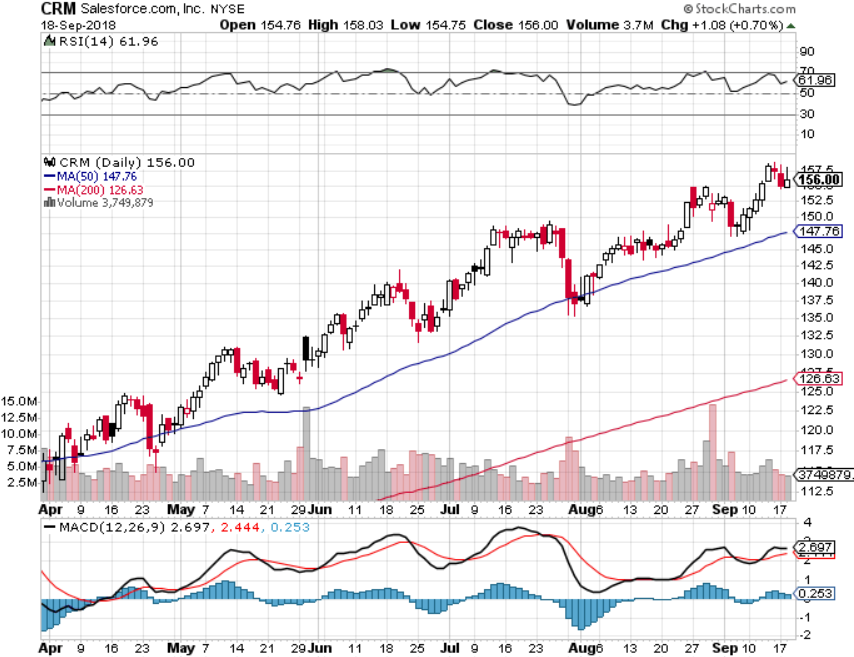 CRM Salesforce.com, Inc. NYSE © StockCharts.com
18-Sep-2018 Open 154.76 High 158.03 Low 154.75 Close 156.00 Volume 3.7M Chg +1.08 (+0.70%)
RSI(14) 61.96
90
70
61.96
50
30
10
CRM (Daily) 156.00
MA(50) 147.76
MA(200) 126.63
Volume 3,749,879
157.5
156.00
152.5
150.0
147.76
145.0
142.5
140.0
137.5
135.0
132.5
130.0
126.63
125.0
122.5
120.0
117.5
3749879.
112.5
15.0M
12.5M
10.0M
7.5M
5.0M
2.5M
Apr 9 16 23 May 7 14 21 29 Jun 11 18 25 Jul 9 16 23 Aug 6 13 20 27 Sep 10 17
MACD(12,26,9) 2.697, 2.444, 0.253
4
2.697
1
0.253
-1
-2
Apr 9 16 23 May 7 14 21 29 Jun 11 18 25 Jul 9 16 23 Aug 6 13 20 27 Sep 10 17